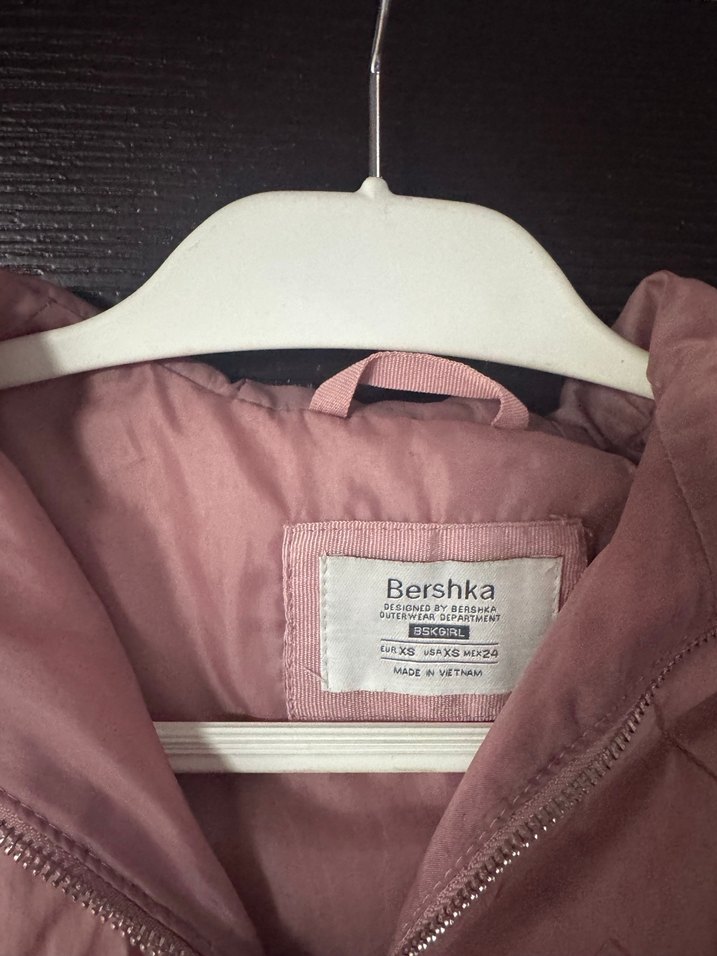 Bershka
DESIGNED BY BERSHKA
OUTERWEAR DEPARTMENT
BSKGIRL
EUR XS USA XS MEX 24
MADE IN VIETNAM